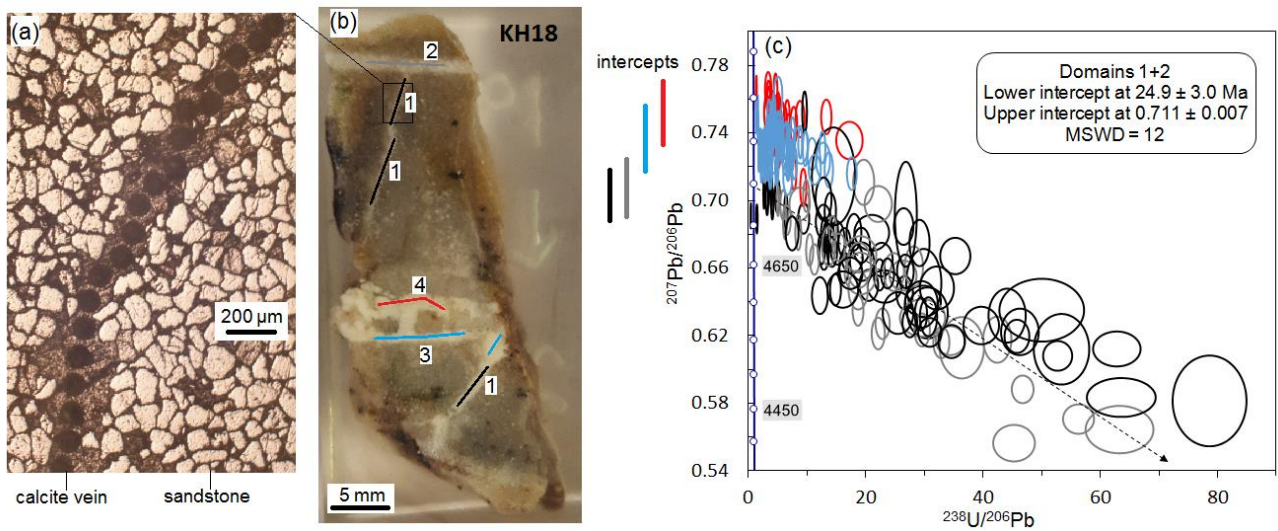 (a)
200 µm
calcite vein
sandstone
(b)
KH18
2
1
1
4
3
1
5 mm
intercepts
(c)
Domains 1+2
Lower intercept at 24.9 ± 3.0 Ma
Upper intercept at 0.711 ± 0.007
MSWD = 12
²⁰⁷Pb/²⁰⁶Pb
0.78
0.74
0.70
0.66
0.62
0.58
0.54
4650
4450
0
20
40
60
80
²³⁸U/²⁰⁶Pb